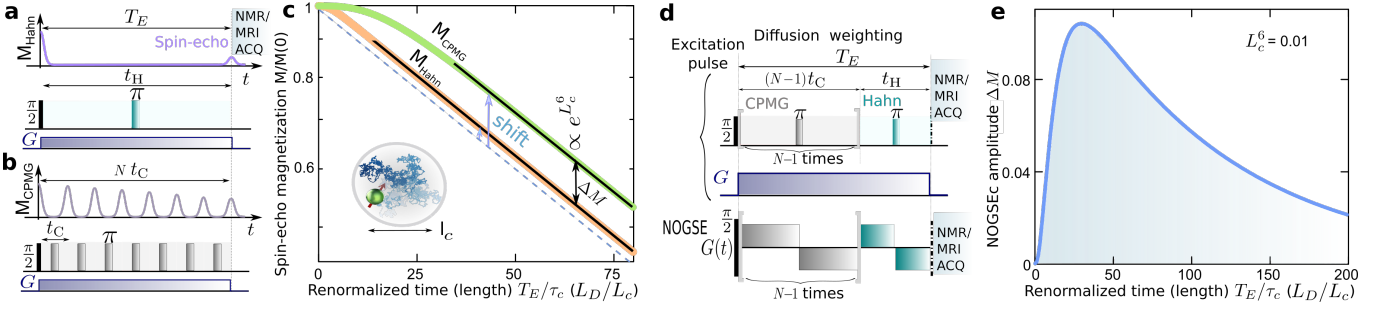 a
T_E
NMR/
MRI
ACQ
M_Hahn
Spin-echo
t
t_H
π/2
π
G
b
N t_C
M_CPMG
t
t_C
π/2
π
G
c
Spin-echo magnetization M/M(0)
1
0.8
0.6
M_CPMG
M_Hahn
shift
∝ e^{L_c^6}
ΔM
l_c
0 25 50 75
Renormalized time (length) T_E/τ_c (L_D/L_c)
d
Excitation
pulse
Diffusion weighting
T_E
(N−1)t_C
t_H
NMR/
MRI
ACQ
CPMG
Hahn
π/2
π
π
N−1 times
G
NOGSE
π/2
G(t)
NMR/
MRI
ACQ
N−1 times
e
NOGSEc amplitude ΔM
0.08
0.04
0
L_c^6 = 0.01
0 50 100 150 200
Renormalized time (length) T_E/τ_c (L_D/L_c)